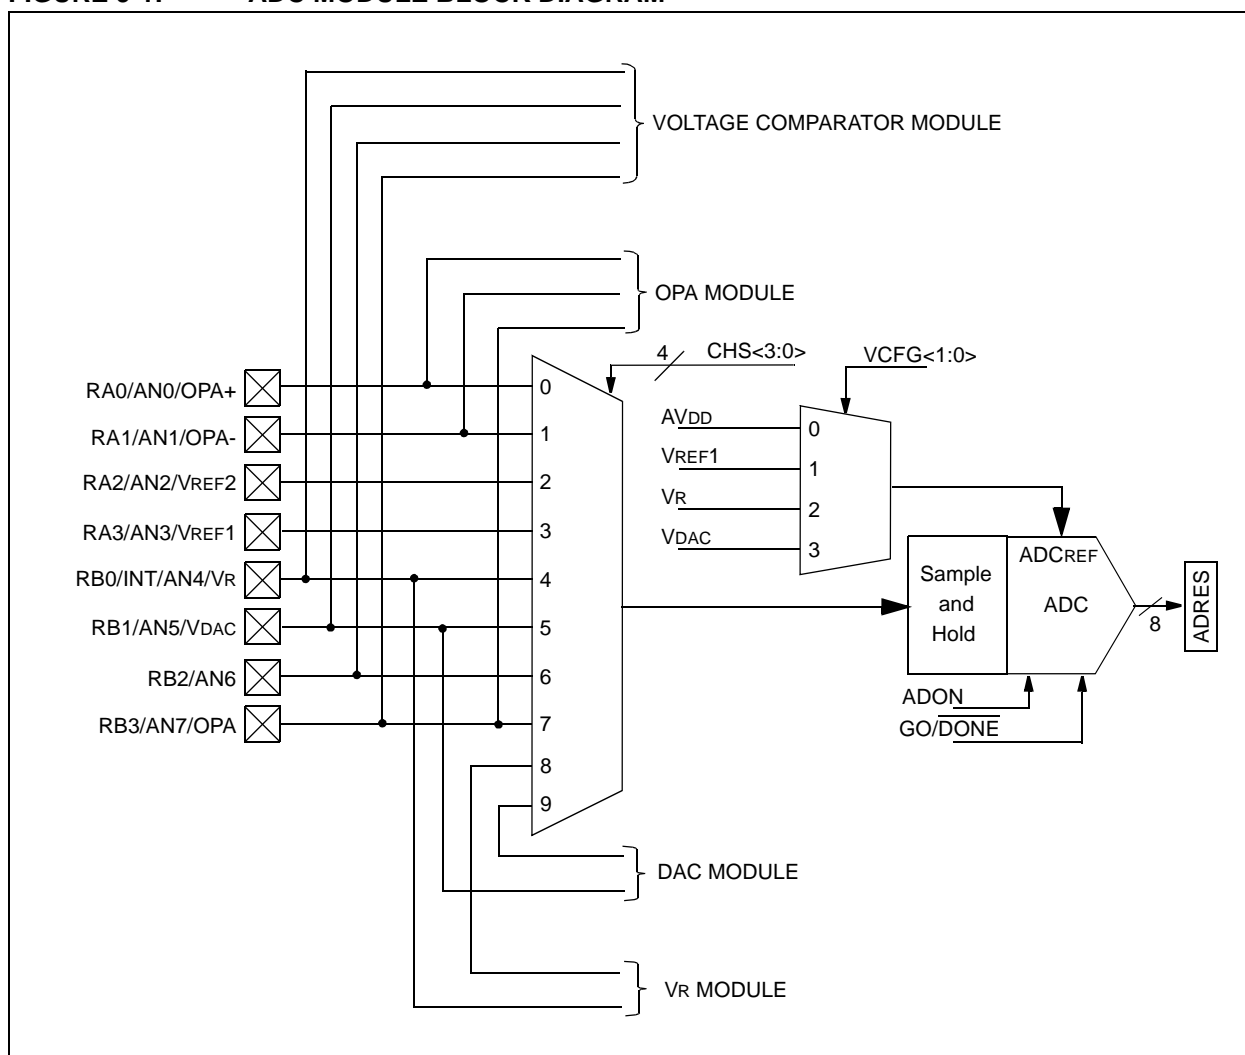 VOLTAGE COMPARATOR MODULE
OPA MODULE
4
CHS<3:0>
VCFG<1:0>
RA0/AN0/OPA+
RA1/AN1/OPA-
RA2/AN2/VREF2
RA3/AN3/VREF1
RB0/INT/AN4/VR
RB1/AN5/VDAC
RB2/AN6
RB3/AN7/OPA
0
1
2
3
4
5
6
7
8
9
AVDD
VREF1
VR
VDAC
0
1
2
3
Sample
and
Hold
ADCREF
ADC
8
ADRES
ADON
GO/DONE
DAC MODULE
VR MODULE